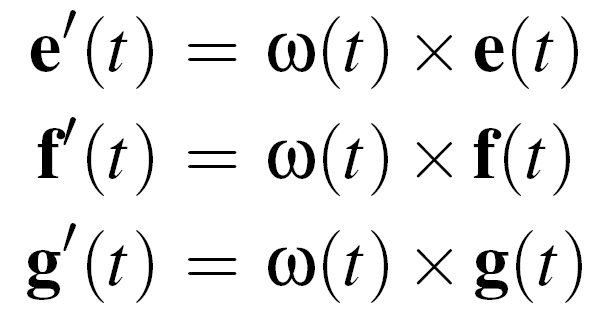 e′(t) = ω(t) × e(t)
f′(t) = ω(t) × f(t)
g′(t) = ω(t) × g(t)